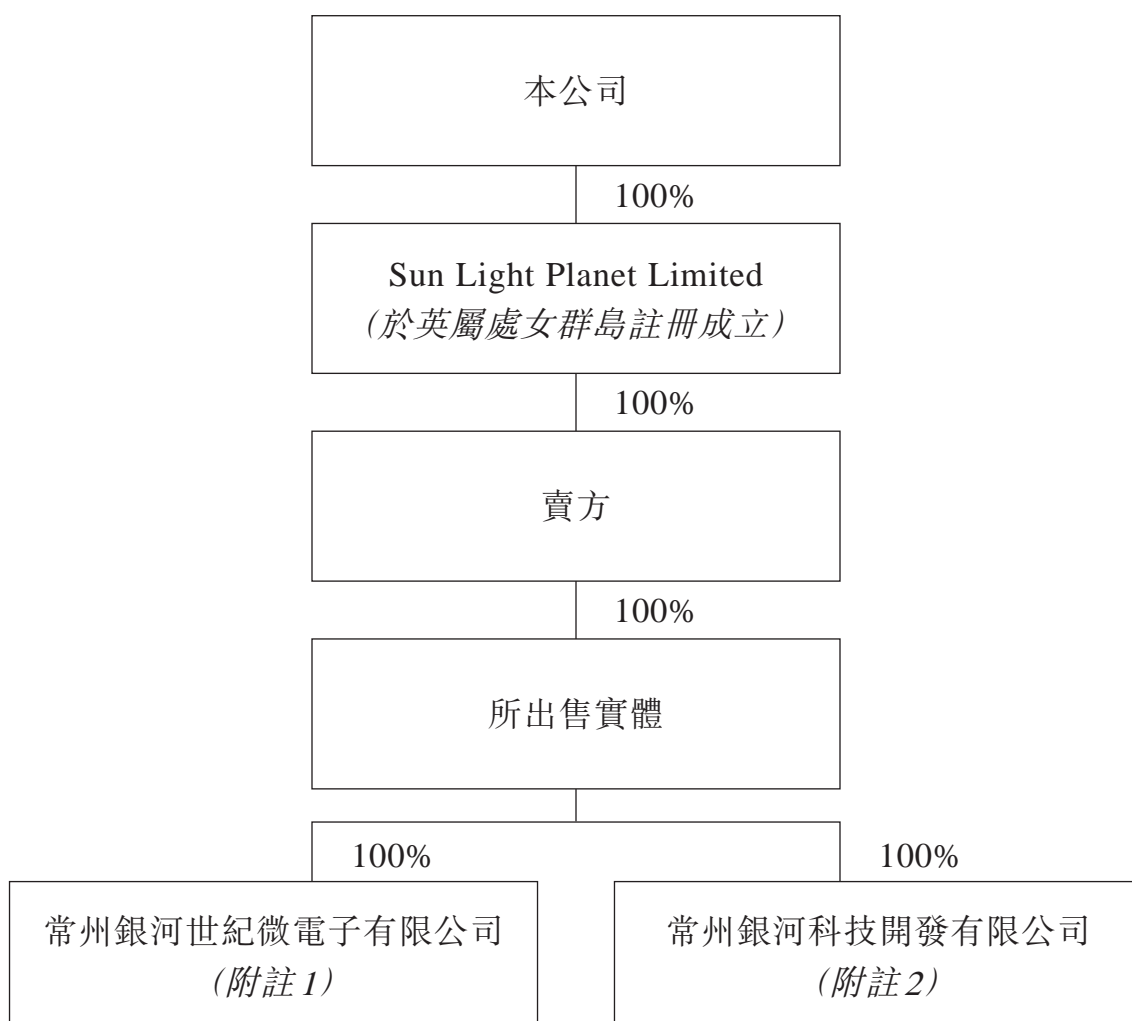 本公司
100%
Sun Light Planet Limited
(於英屬處女群島註冊成立)
100%
賣方
100%
所出售實體
100%
100%
常州銀河世紀微電子有限公司
(附註1)
常州銀河科技開發有限公司
(附註2)